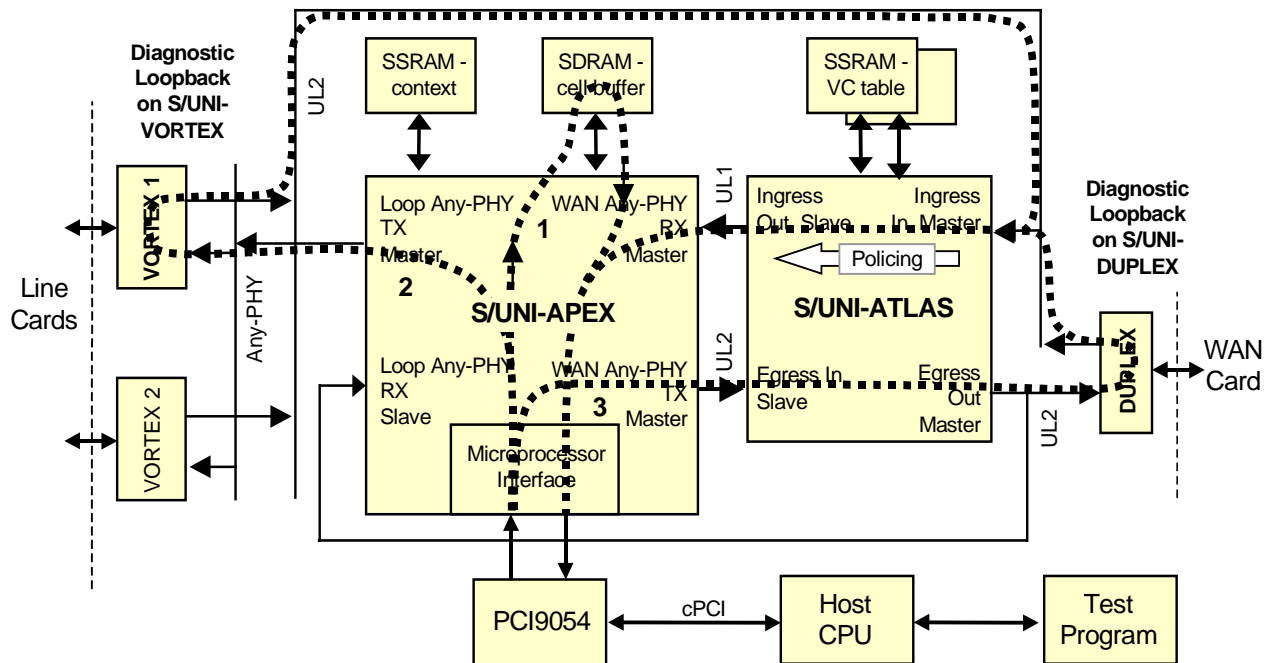 Diagnostic
Loopback
on S/UNI-
VORTEX
UL2
SSRAM -
context
SDRAM -
cell buffer
SSRAM -
VC table
VORTEX 1
Loop Any-PHY
TX
Master
2
1
WAN Any-PHY
RX
Master
UL1
Ingress
Out Slave
Ingress
In Master
Policing
Diagnostic
Loopback
on S/UNI-
DUPLEX
Line
Cards
Any-PHY
S/UNI-APEX
S/UNI-ATLAS
VORTEX 2
Loop Any-PHY
RX
Slave
WAN Any-PHY
TX
Master
3
UL2
Egress In
Slave
Egress
Out
Master
UL2
DUPLEX
WAN
Card
Microprocessor
Interface
PCI9054
cPCI
Host
CPU
Test
Program